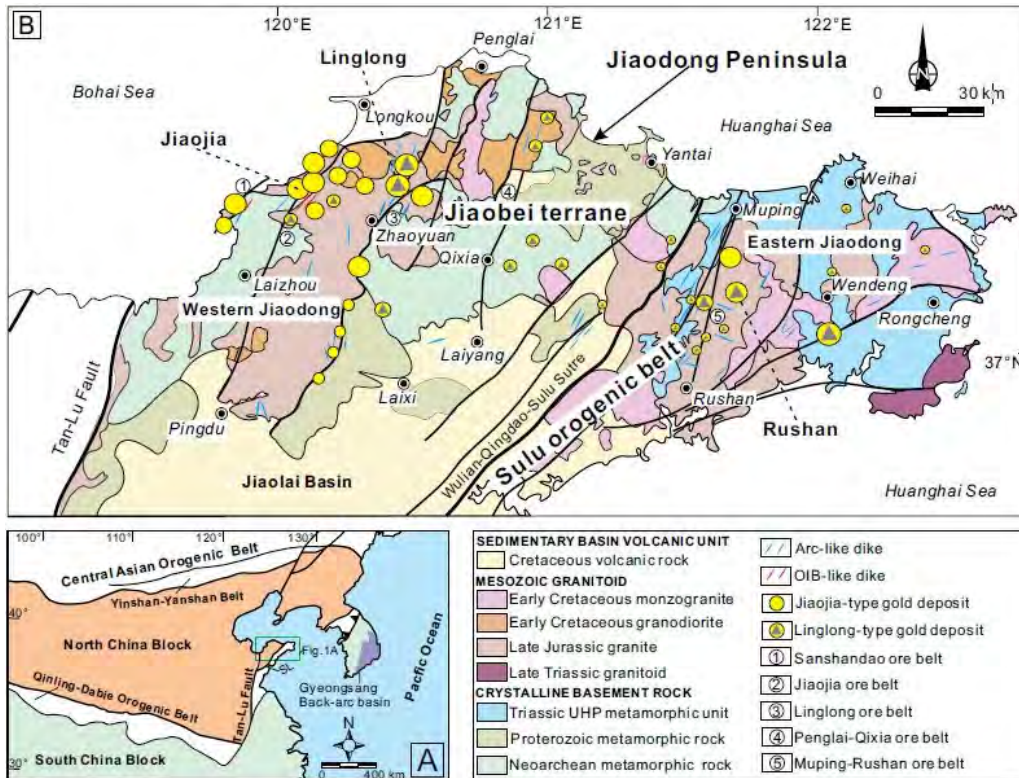 B
120°E
121°E
122°E
Penglai
Linglong
Jiaodong Peninsula
N
0 30 km
Bohai Sea
Longkou
Huanghai Sea
Jiaojia
Yantai
Weihai
①
④
Muping
②
③
Jiaobei terrane
Zhaoyuan
Eastern Jiaodong
Qixia
Laizhou
Wendeng
Western Jiaodong
⑤
Rongcheng
Laiyang
37°N
Tan-Lu Fault
Laixi
Rushan
Pingdu
Wulian-Qingdao-Sulu Sutre
Sulu orogenic belt
Rushan
Jiaolai Basin
Huanghai Sea
100°
110°
120°
130°
Central Asian Orogenic Belt
Yinshan-Yanshan Belt
40°
North China Block
Fig.1A
Pacfic Ocean
Qinling-Dabie Orogenic Belt
Tan-Lu Fault
Gyeongsang
Back-arc basin
N
South China Block
30°
0 400 km
A
SEDIMENTARY BASIN VOLCANIC UNIT
Cretaceous volcanic rock
MESOZOIC GRANITOID
Early Cretaceous monzogranite
Early Cretaceous granodiorite
Late Jurassic granite
Late Triassic granitoid
CRYSTALLINE BASEMENT ROCK
Triassic UHP metamorphic unit
Proterozoic metamorphic rock
Neoarchean metamorphic rock
Arc-like dike
OIB-like dike
Jiaojia-type gold deposit
Linglong-type gold deposit
① Sanshandao ore belt
② Jiaojia ore belt
③ Linglong ore belt
④ Penglai-Qixia ore belt
⑤ Muping-Rushan ore belt